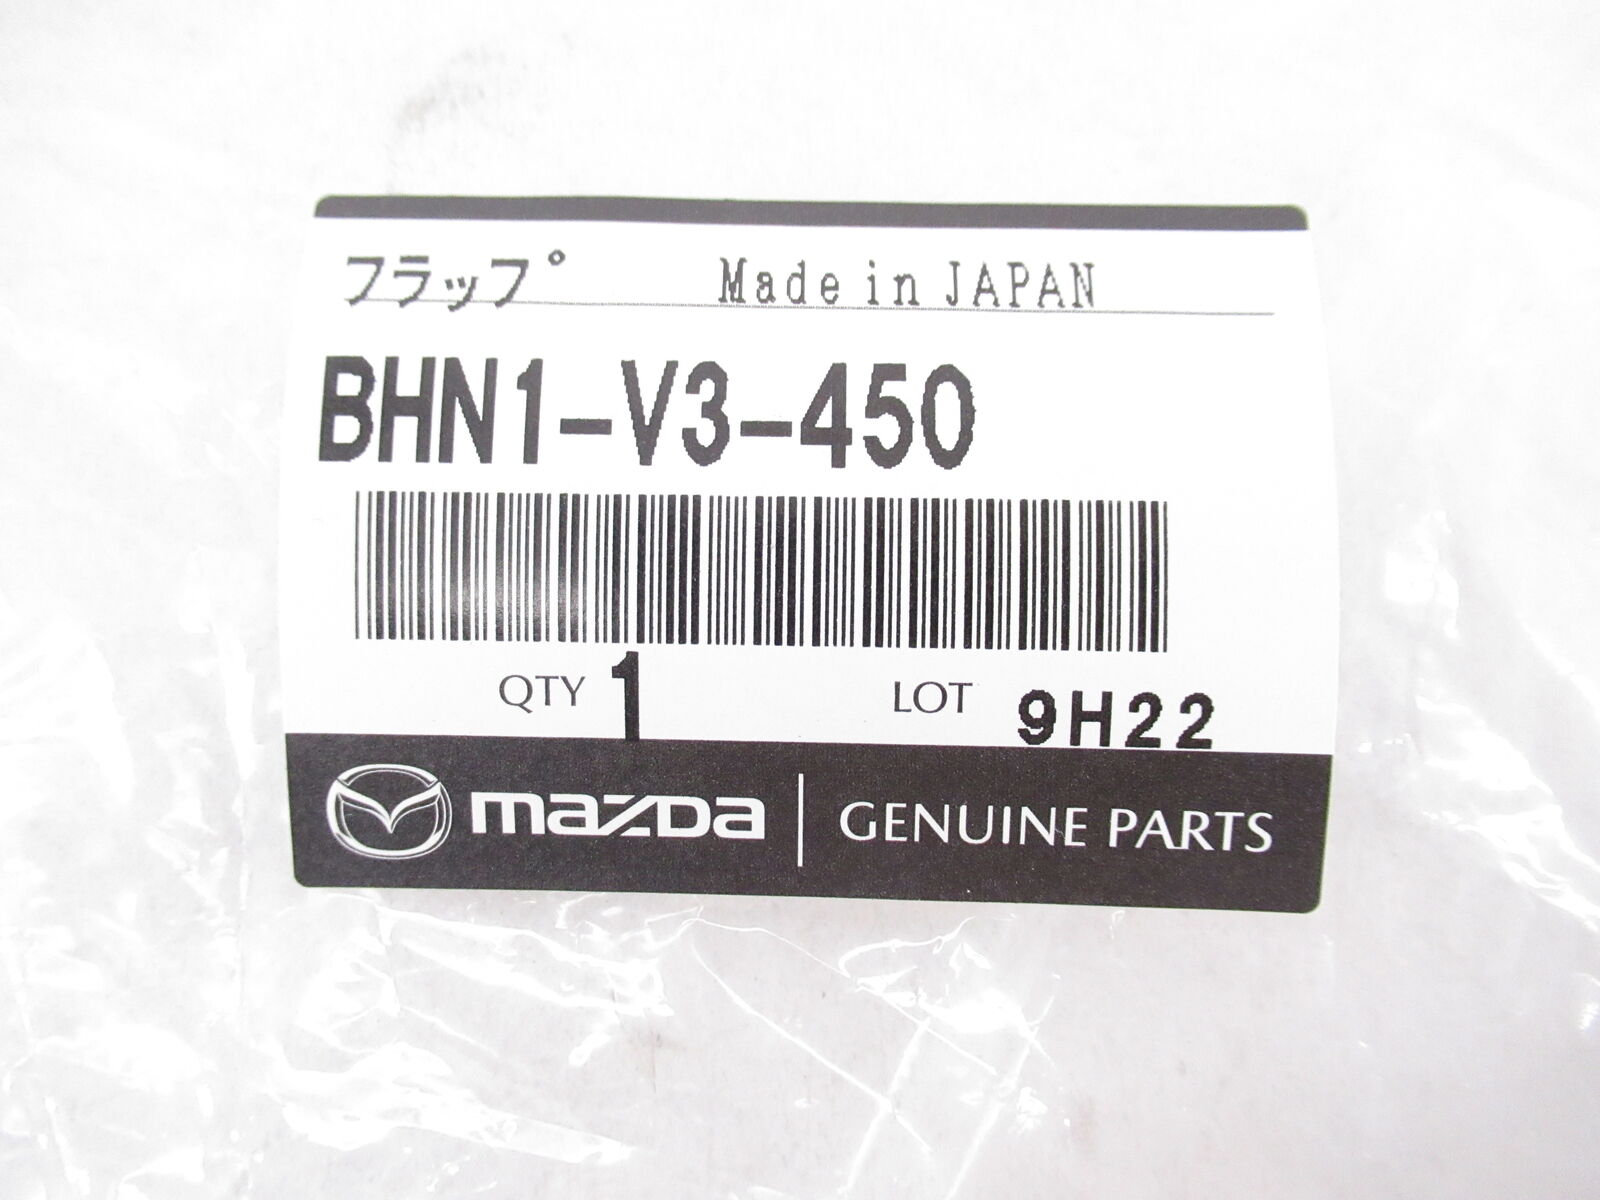 フラップ Made in JAPAN
BHN1-V3-450
QTY 1 LOT 9H22
mazda GENUINE PARTS